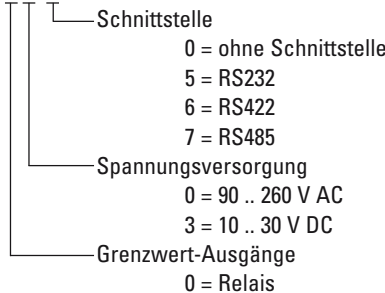 Schnittstelle
0 = ohne Schnittstelle
5 = RS232
6 = RS422
7 = RS485
Spannungsversorgung
0 = 90 .. 260 V AC
3 = 10 .. 30 V DC
Grenzwert-Ausgänge
0 = Relais